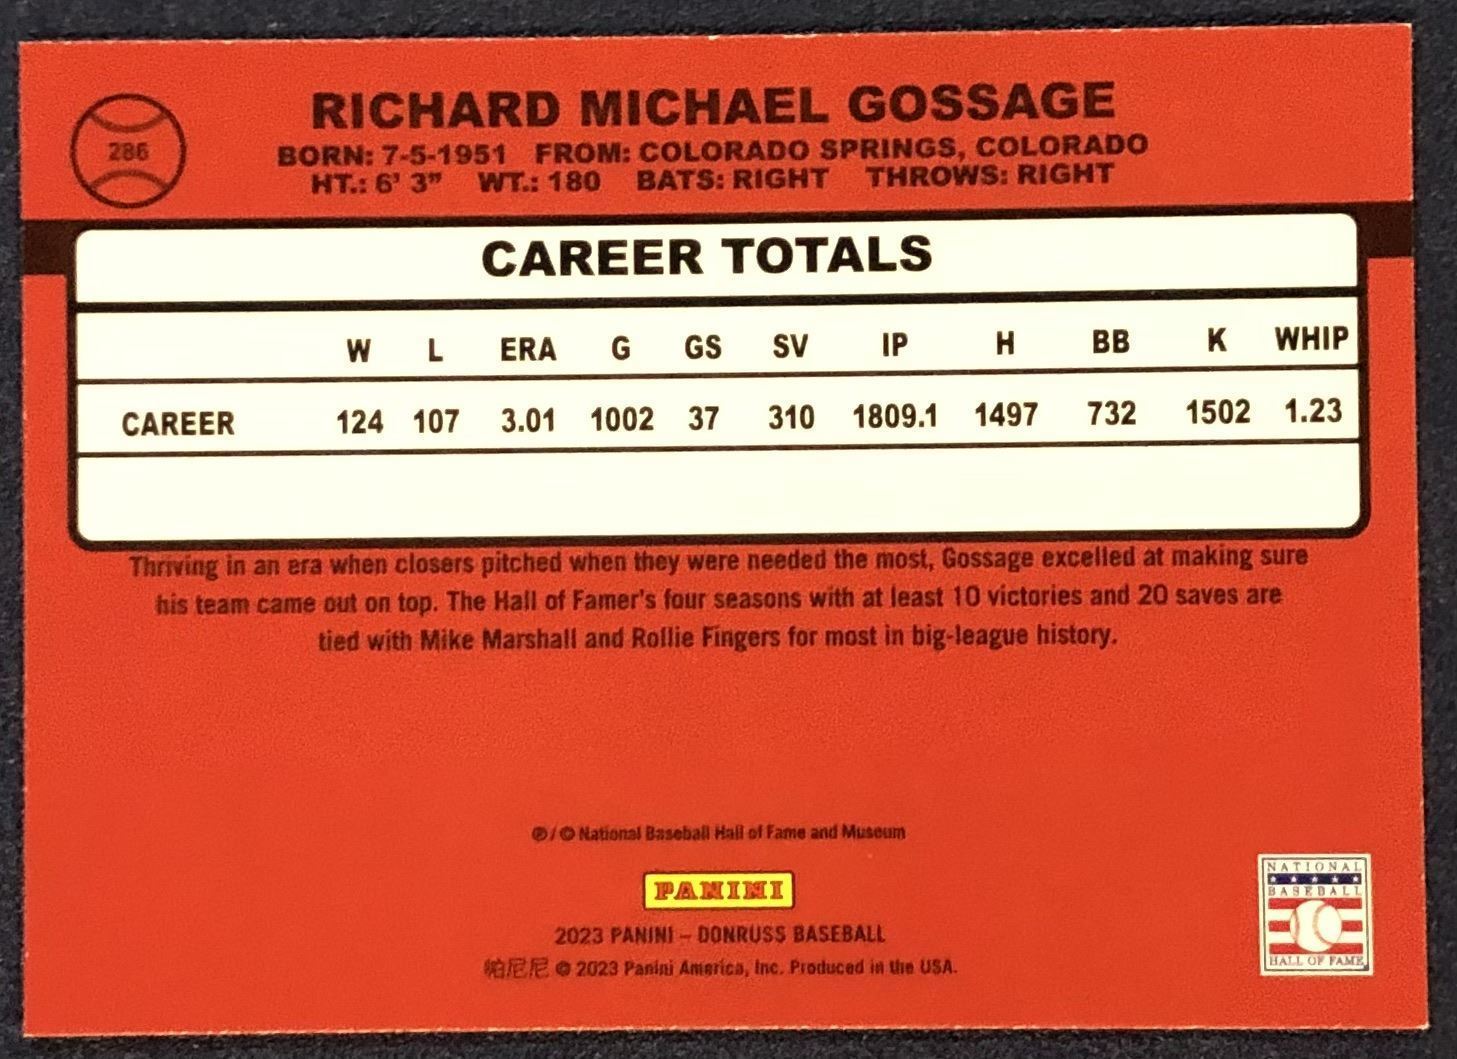 286
RICHARD MICHAEL GOSSAGE
BORN: 7-5-1951 FROM: COLORADO SPRINGS, COLORADO
HT.: 6' 3" WT.: 180 BATS: RIGHT THROWS: RIGHT
CAREER TOTALS
W L ERA G GS SV IP H BB K WHIP
CAREER 124 107 3.01 1002 37 310 1809.1 1497 732 1502 1.23
Thriving in an era when closers pitched when they were needed the most, Gossage excelled at making sure
his team came out on top. The Hall of Famer's four seasons with at least 10 victories and 20 saves are
tied with Mike Marshall and Rollie Fingers for most in big-league history.
℗/© National Baseball Hall of Fame and Museum
PANINI
2023 PANINI – DONRUSS BASEBALL
帕尼尼 © 2023 Panini America, Inc. Produced in the USA.
NATIONAL
BASEBALL
HALL OF FAME